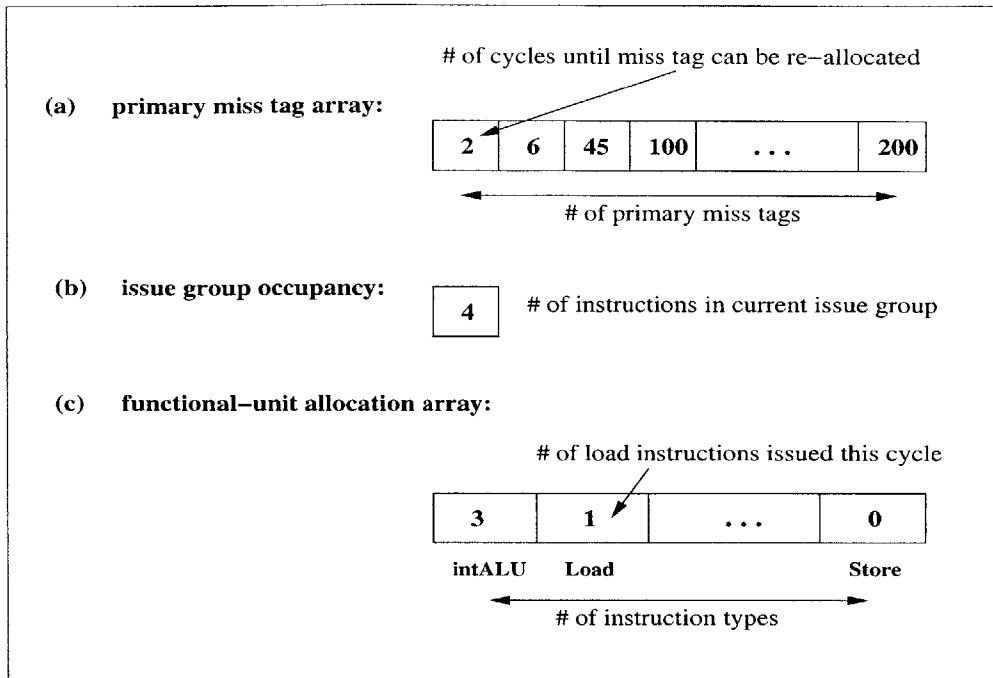 # of cycles until miss tag can be re–allocated
(a) primary miss tag array:
2 6 45 100 . . . 200
# of primary miss tags
(b) issue group occupancy:
4 # of instructions in current issue group
(c) functional–unit allocation array:
# of load instructions issued this cycle
3 1 . . . 0
intALU Load Store
# of instruction types